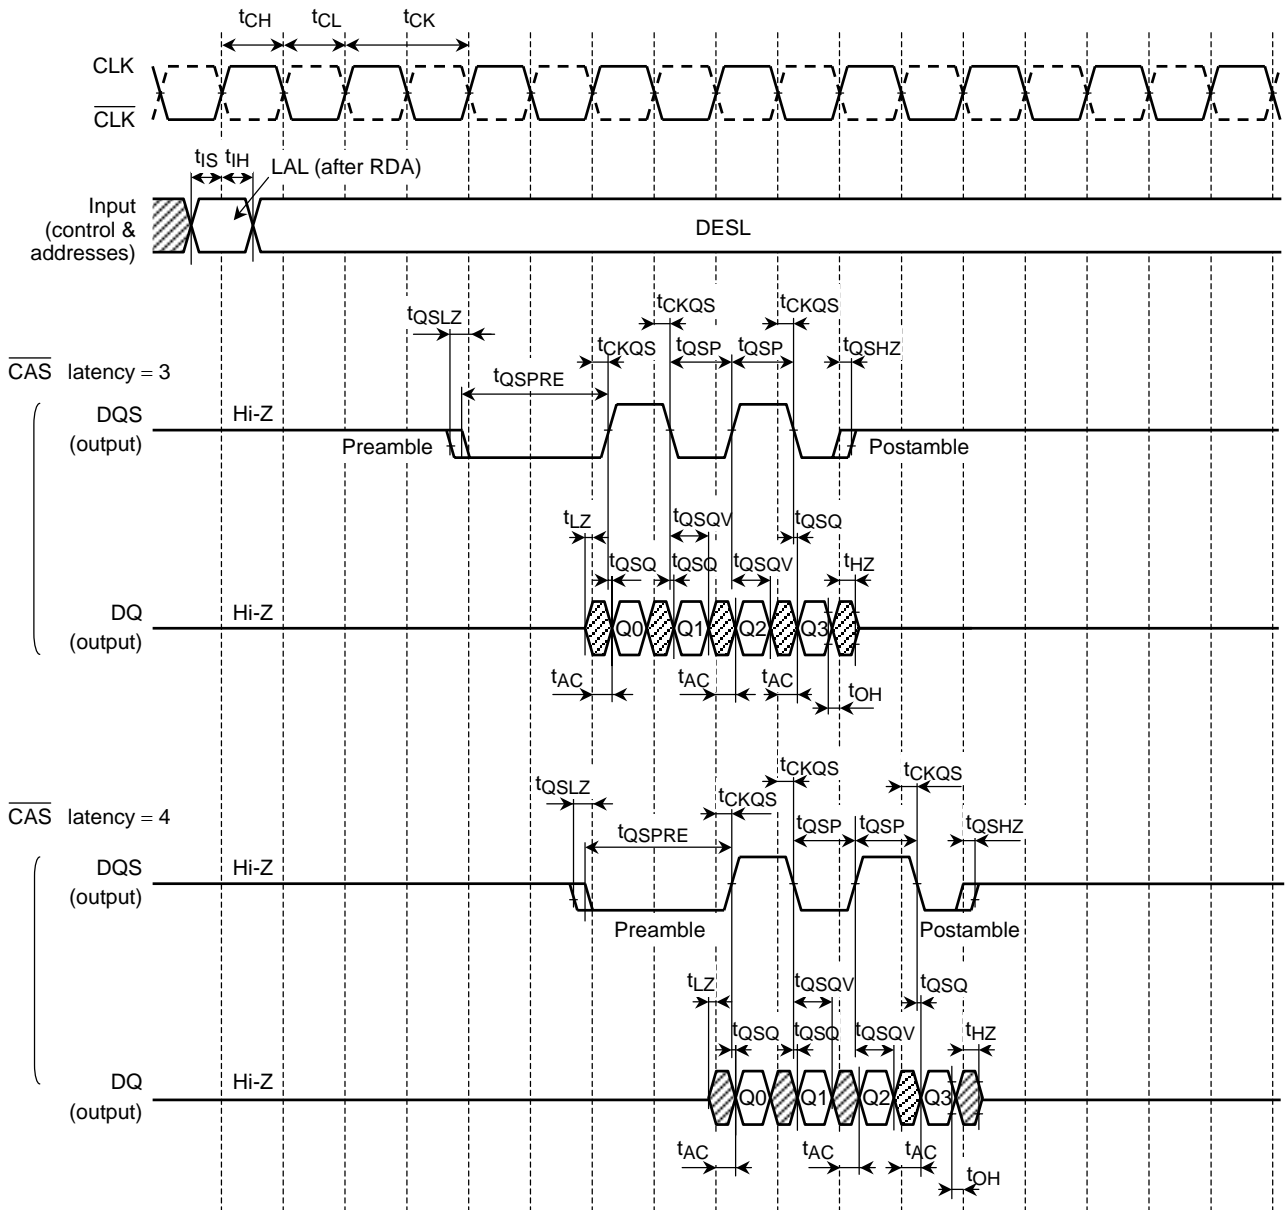 tCH tCL tCK
CLK
CLK
tIS tIH LAL (after RDA)
Input
(control &
addresses)
DESL
tCKQS tCKQS
tQSLZ
tCKQS tQSP tQSP tQSHZ
CAS latency = 3
tQSPRE
DQS
(output)
Hi-Z
Preamble
Postamble
tLZ tQSQV tQSQ
tQSQ tQSQ tQSQV tHZ
DQ
(output)
Hi-Z
Q0 Q1 Q2 Q3
tAC tAC tAC
tOH
tCKQS tCKQS
tQSLZ
tCKQS
CAS latency = 4
tQSPRE tQSP tQSP tQSHZ
DQS
(output)
Hi-Z
Preamble
Postamble
tLZ tQSQV tQSQ
tQSQ tQSQ tQSQV tHZ
DQ
(output)
Hi-Z
Q0 Q1 Q2 Q3
tAC tAC tAC
tOH